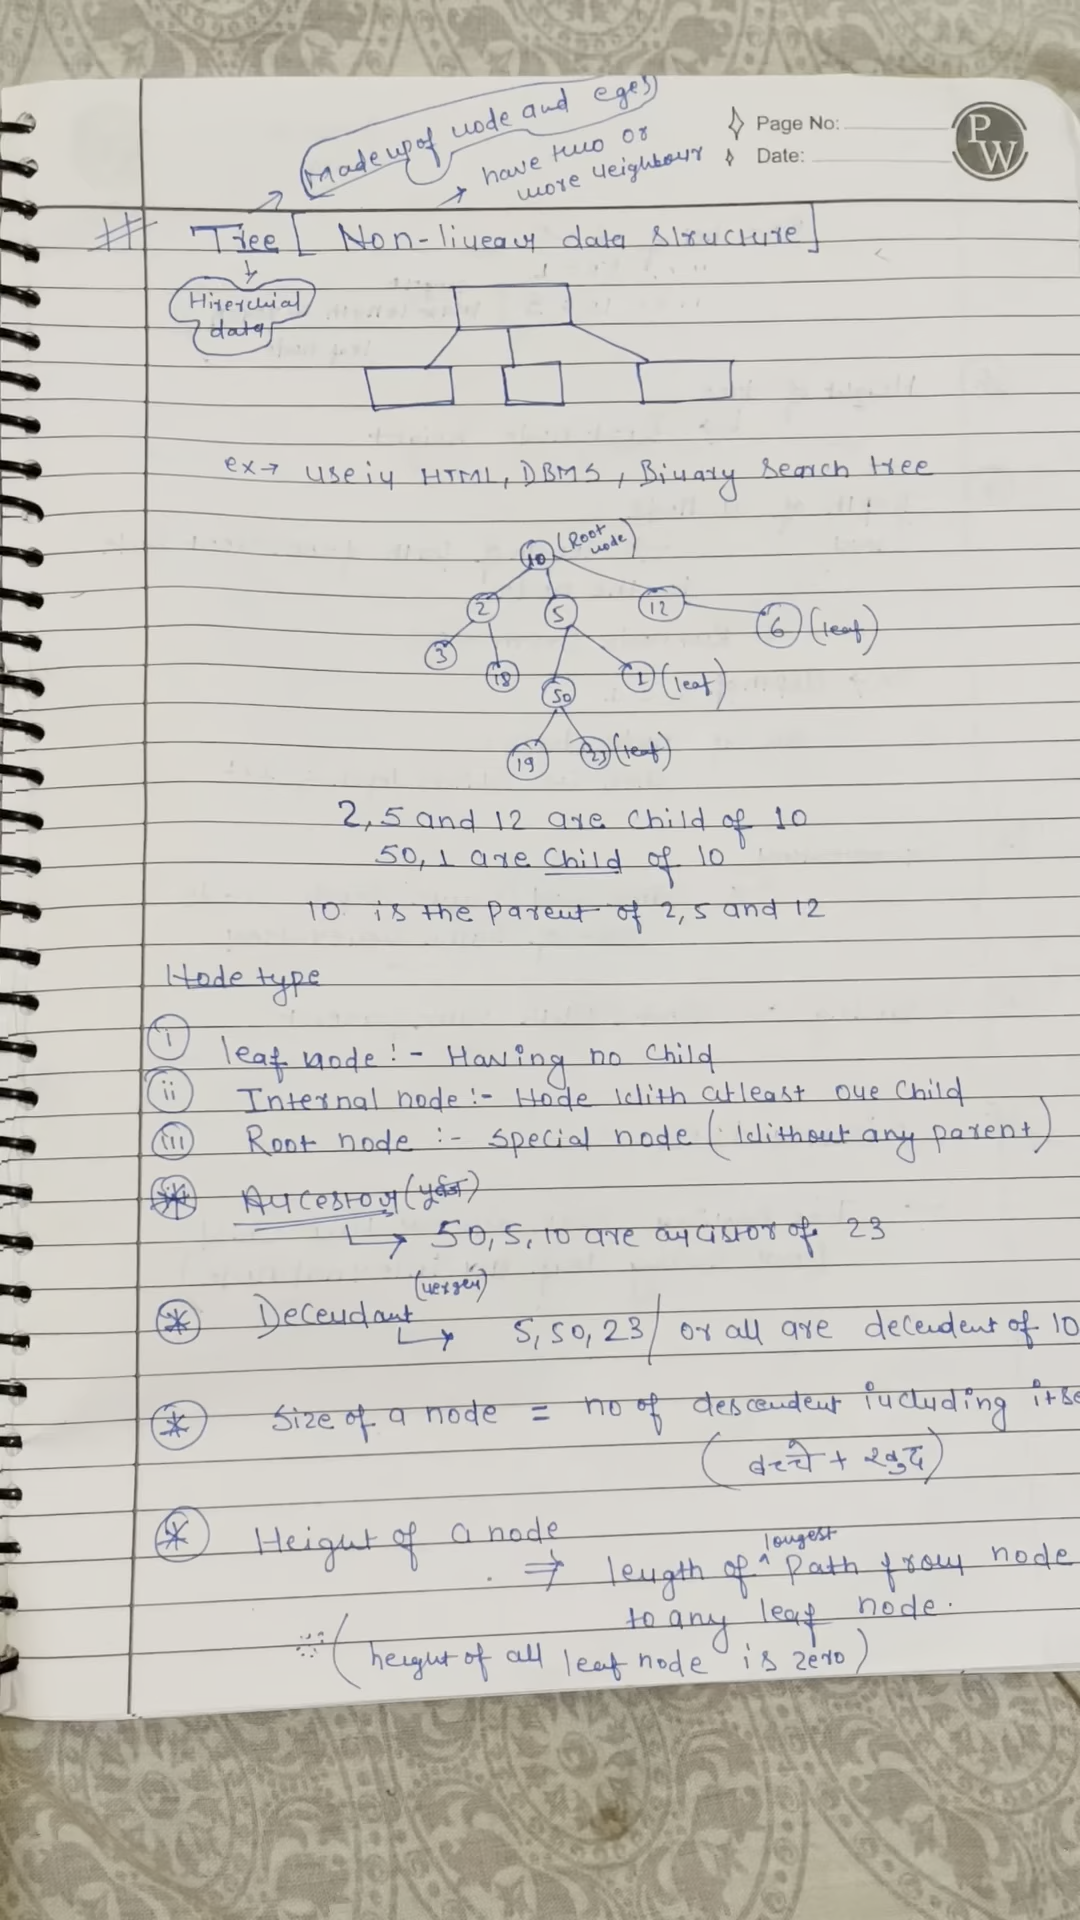 Made up of node and eges
have two or
more neighbour
Page No:
Date:
PW
# Tree [ Non-linear data structure ]
Hirerchial
data
ex→ use in HTML, DBMS, Binary Search tree
10 (Root
node)
2 5 12
6 (leaf)
3 18 50 1 (leaf)
19 23 (leaf)
2, 5 and 12 are Child of 10
50, 1 are Child of 10
10 is the Parent of 2, 5 and 12
Node type
i leaf node :- Having no Child
ii Internal node :- Node With atleast one Child
iii Root node :- special node ( Without any parent )
* Ancestor (पूर्वज)
↳ 50, 5, 10 are ancistor of 23
* Decendant
↳ 5, 50, 23 / or all are decendent of 10
* Size of a node = no of descendent including itse
( बच्चे + खुद )
* Height of a node
⇒ length of ^ longest Path from node
to any leaf node.
( height of all leaf node is zero )